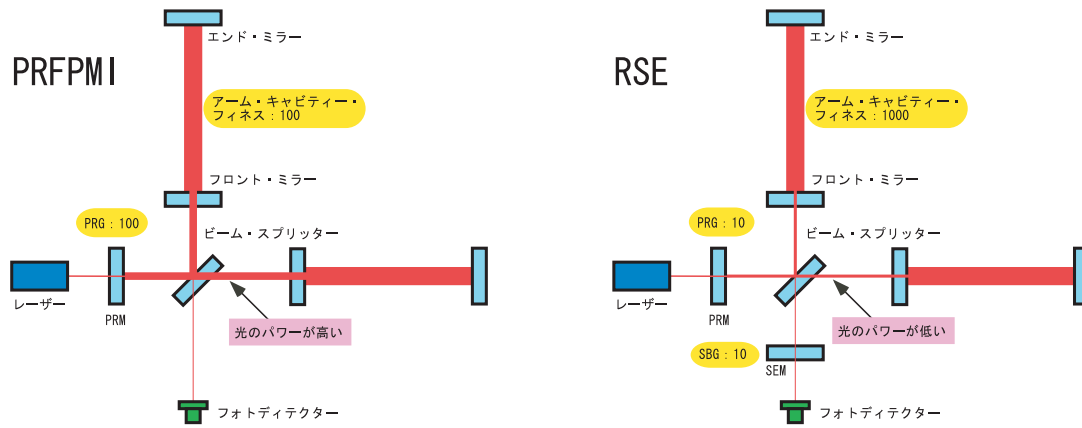 PRFPMI
エンド・ミラー
アーム・キャビティー・
フィネス：100
フロント・ミラー
PRG：100
ビーム・スプリッター
レーザー
PRM
光のパワーが高い
フォトディテクター
RSE
エンド・ミラー
アーム・キャビティー・
フィネス：1000
フロント・ミラー
PRG：10
ビーム・スプリッター
レーザー
PRM
光のパワーが低い
SBG：10
SEM
フォトディテクター